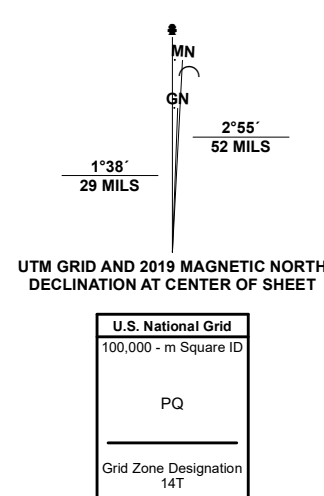 MN
GN
2°55´
52 MILS
1°38´
29 MILS
UTM GRID AND 2019 MAGNETIC NORTH
DECLINATION AT CENTER OF SHEET
U.S. National Grid
100,000 - m Square ID
PQ
Grid Zone Designation
14T